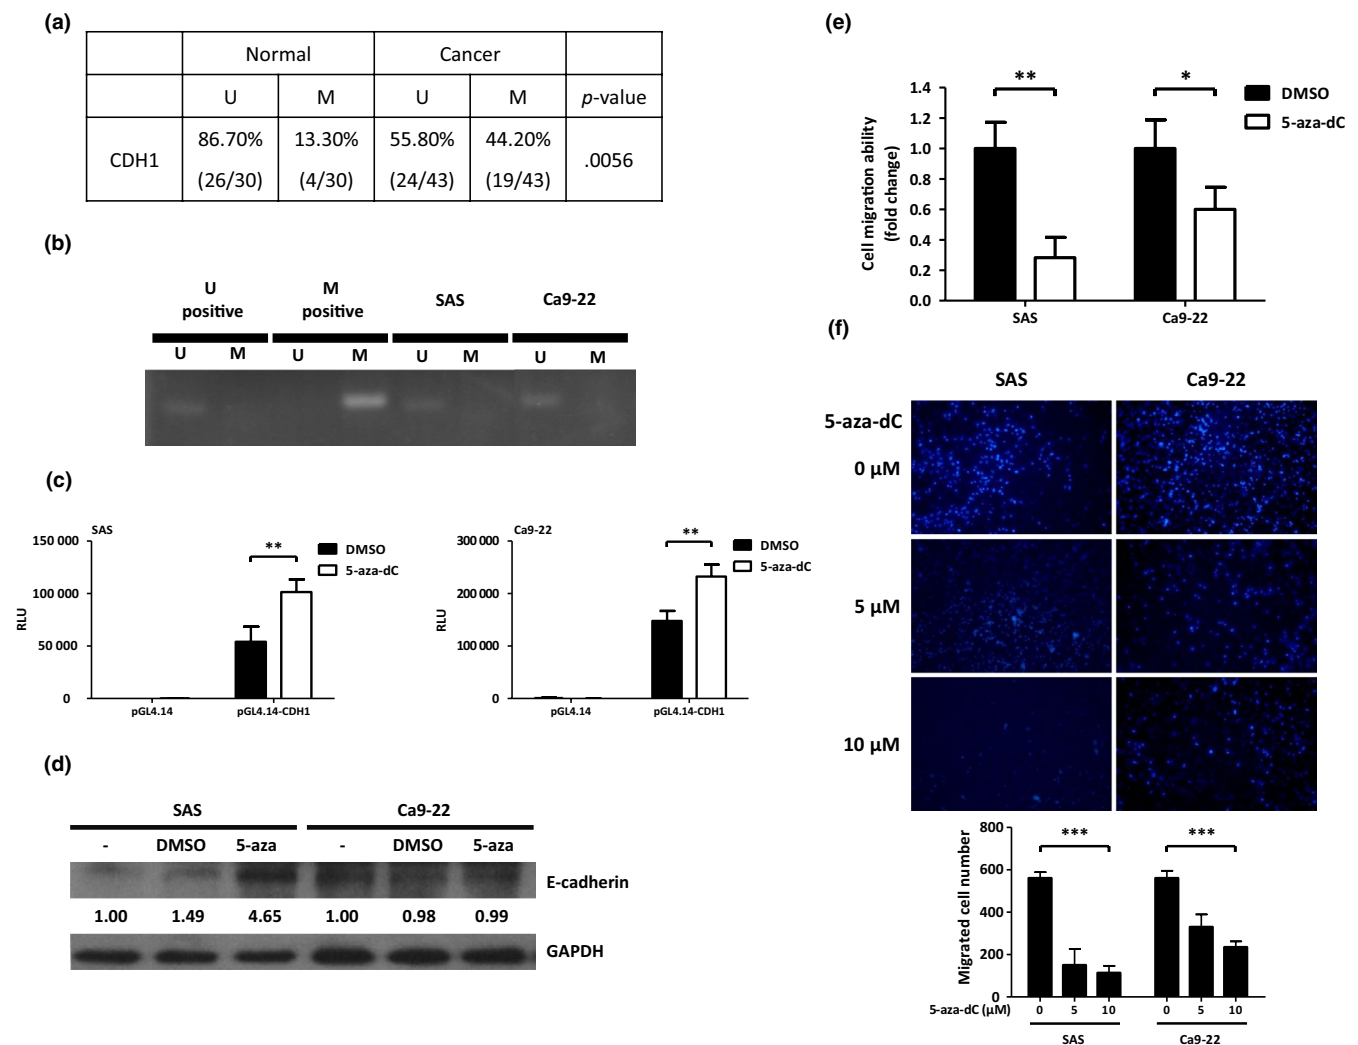 (a)
Normal Cancer
U M U M p-value
CDH1 86.70% 13.30% 55.80% 44.20% .0056
(26/30) (4/30) (24/43) (19/43)
(b)
U positive M positive SAS Ca9-22
U M U M U M U M
(c)
SAS
150 000
100 000
50 000
0
RLU
**
DMSO
5-aza-dC
pGL4.14 pGL4.14-CDH1
Ca9-22
300 000
200 000
100 000
0
RLU
**
DMSO
5-aza-dC
pGL4.14 pGL4.14-CDH1
(d)
SAS Ca9-22
- DMSO 5-aza - DMSO 5-aza
E-cadherin
1.00 1.49 4.65 1.00 0.98 0.99
GAPDH
(e)
Cell migration ability
(fold change)
1.4
1.2
1.0
0.8
0.6
0.4
0.2
0.0
** *
DMSO
5-aza-dC
SAS Ca9-22
(f)
SAS Ca9-22
5-aza-dC
0 µM
5 µM
10 µM
Migrated cell number
800
600
400
200
0
*** ***
5-aza-dC (µM) 0 5 10 0 5 10
SAS Ca9-22